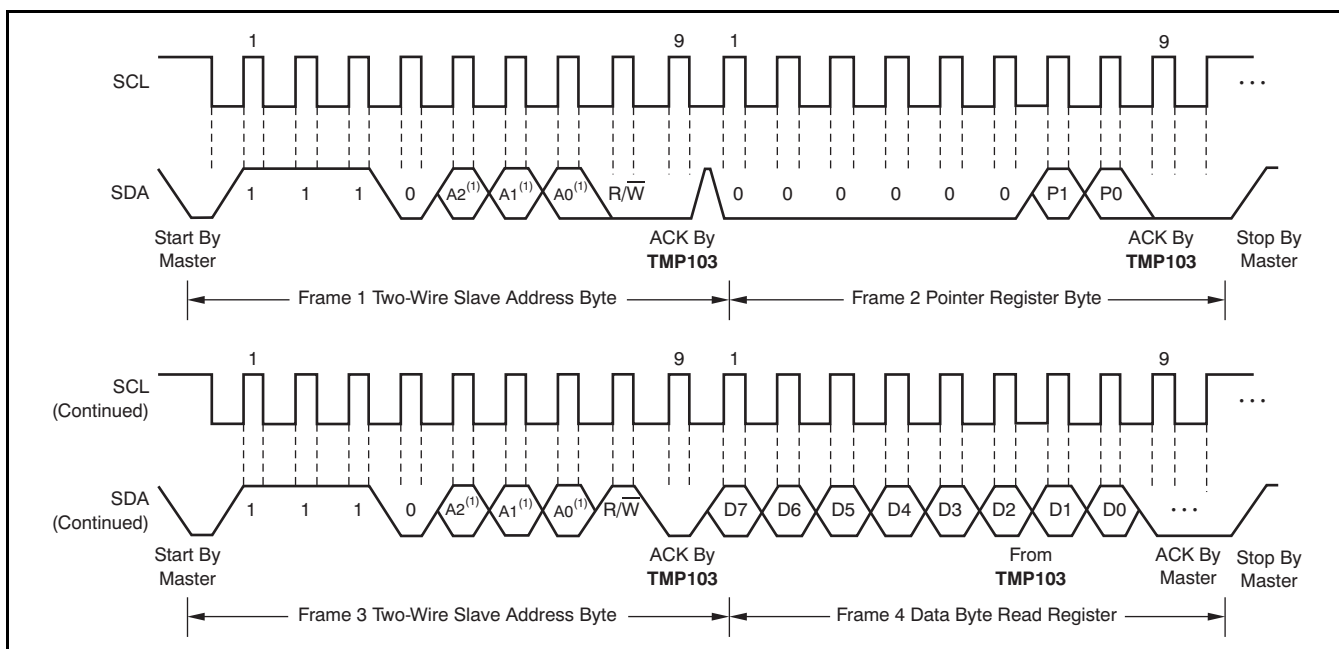 1 9 1 9
SCL
. . .
SDA
1 1 1 0 A2(1) A1(1) A0(1) R/W̅ 0 0 0 0 0 0 P1 P0
Start By
Master
ACK By
TMP103
ACK By
TMP103
Stop By
Master
Frame 1 Two-Wire Slave Address Byte
Frame 2 Pointer Register Byte
1 9 1 9
SCL
(Continued)
. . .
SDA
(Continued)
1 1 1 0 A2(1) A1(1) A0(1) R/W̅ D7 D6 D5 D4 D3 D2 D1 D0 . . .
Start By
Master
ACK By
TMP103
From
TMP103
ACK By
Master
Stop By
Master
Frame 3 Two-Wire Slave Address Byte
Frame 4 Data Byte Read Register